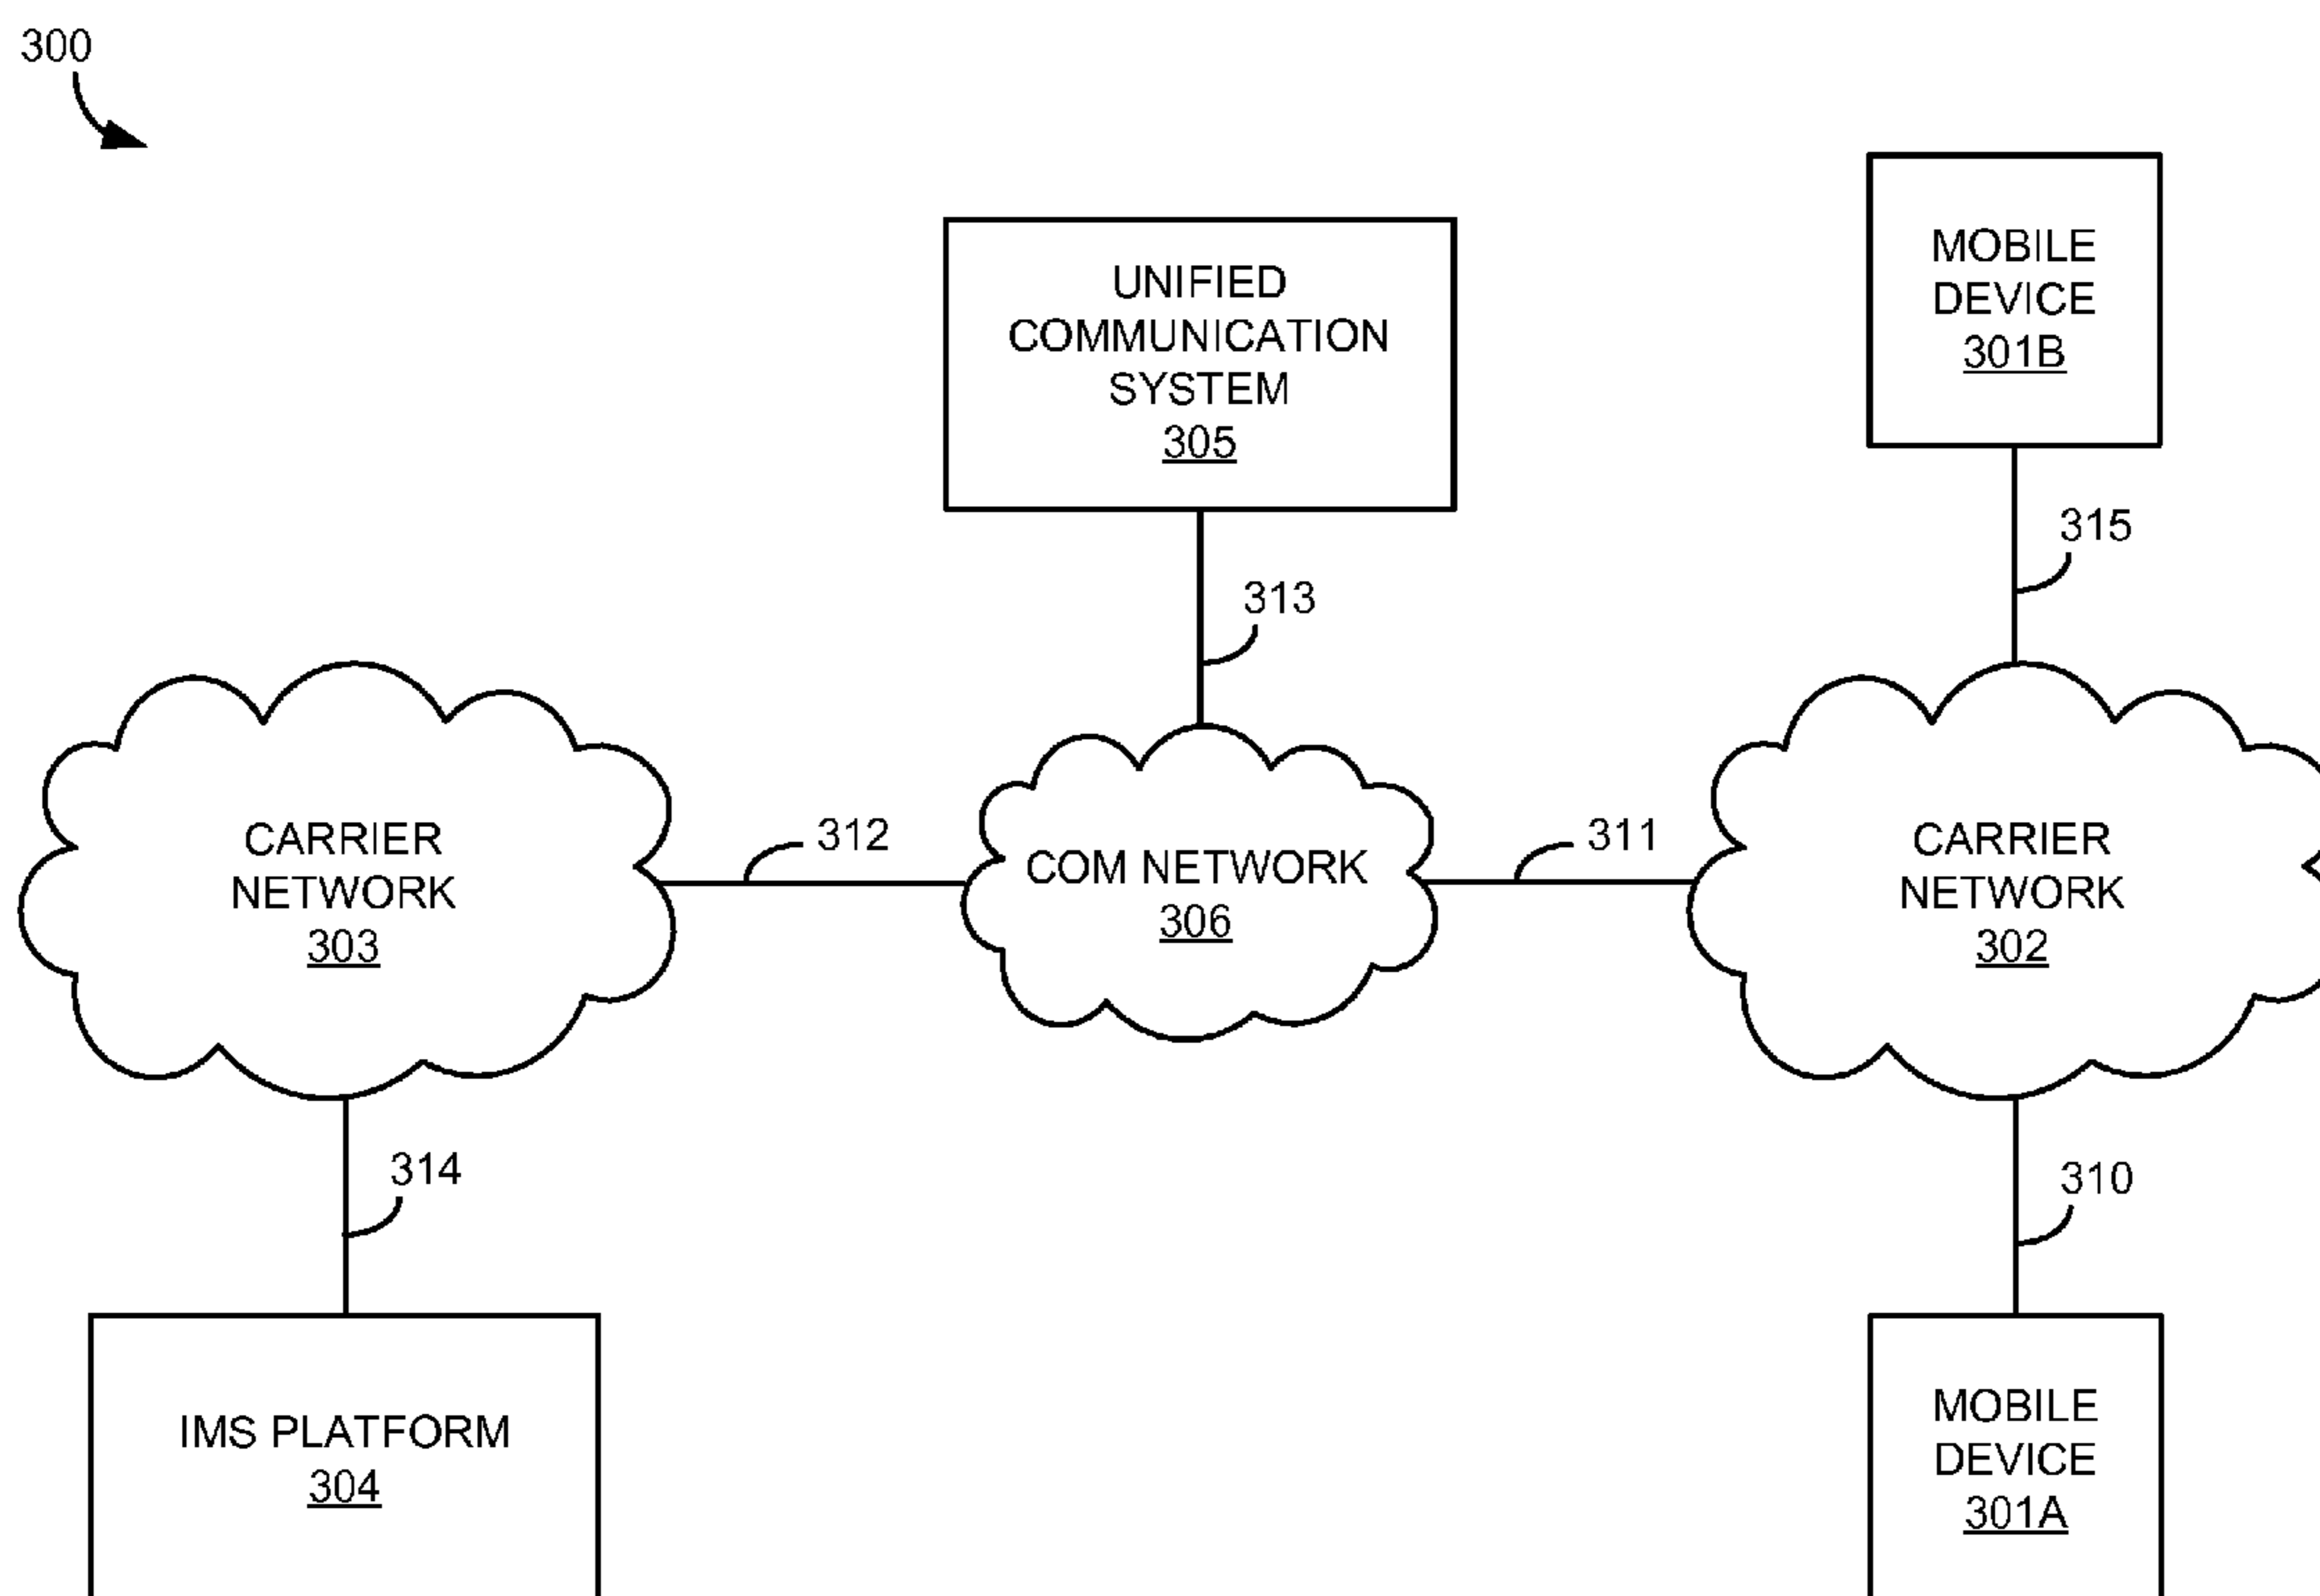 300
MOBILE
DEVICE
301B
UNIFIED
COMMUNICATION
SYSTEM
305
315
313
CARRIER
NETWORK
303
312
COM NETWORK
306
311
CARRIER
NETWORK
302
314
310
IMS PLATFORM
304
MOBILE
DEVICE
301A